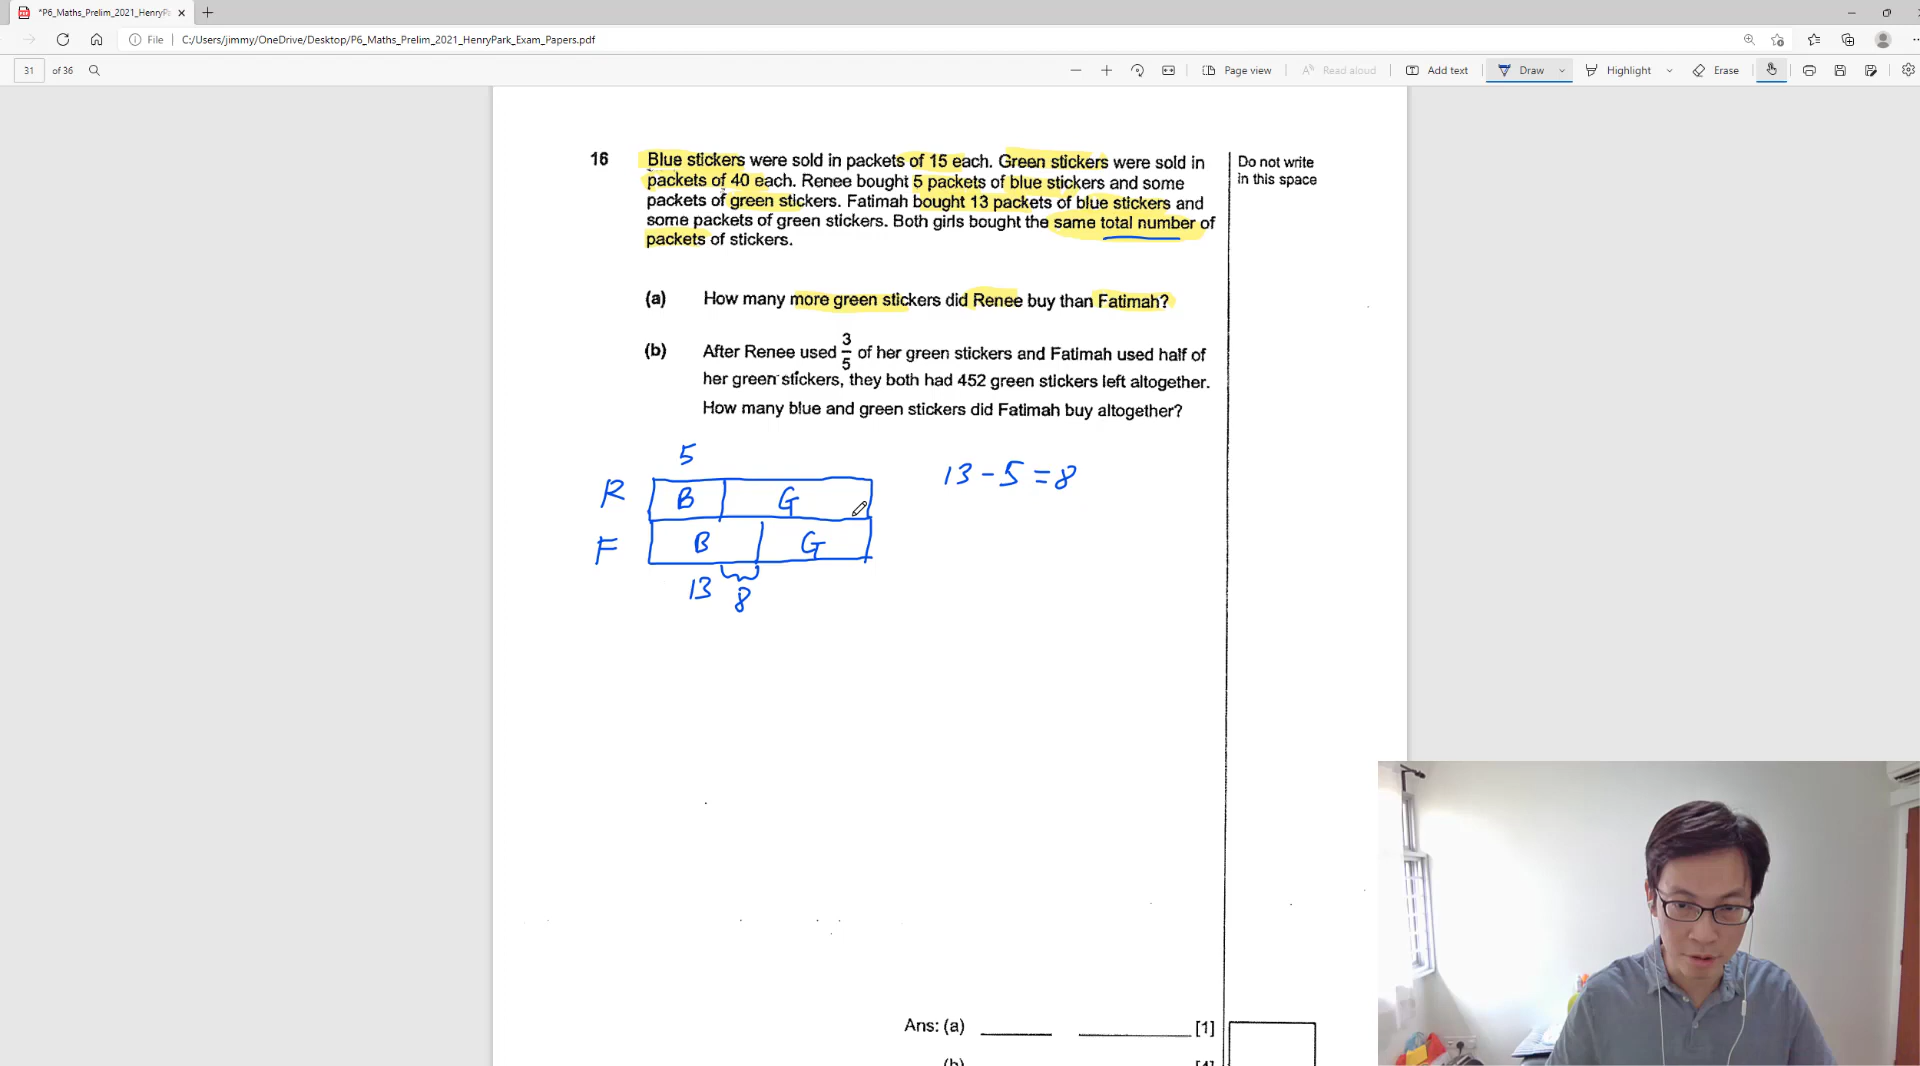 *P6_Maths_Prelim_2021_HenryPa
File
C:/Users/jimmy/OneDrive/Desktop/P6_Maths_Prelim_2021_HenryPark_Exam_Papers.pdf
31 of 36
Page view
Read aloud
Add text
Draw
Highlight
Erase
16
Blue stickers were sold in packets of 15 each. Green stickers were sold in
packets of 40 each. Renee bought 5 packets of blue stickers and some
packets of green stickers. Fatimah bought 13 packets of blue stickers and
some packets of green stickers. Both girls bought the same total number of
packets of stickers.
Do not write
in this space
(a) How many more green stickers did Renee buy than Fatimah?
(b) After Renee used 3/5 of her green stickers and Fatimah used half of
her green stickers, they both had 452 green stickers left altogether.
How many blue and green stickers did Fatimah buy altogether?
5
13 - 5 = 8
R B G
F B G
13 8
Ans: (a) [1]
(b)